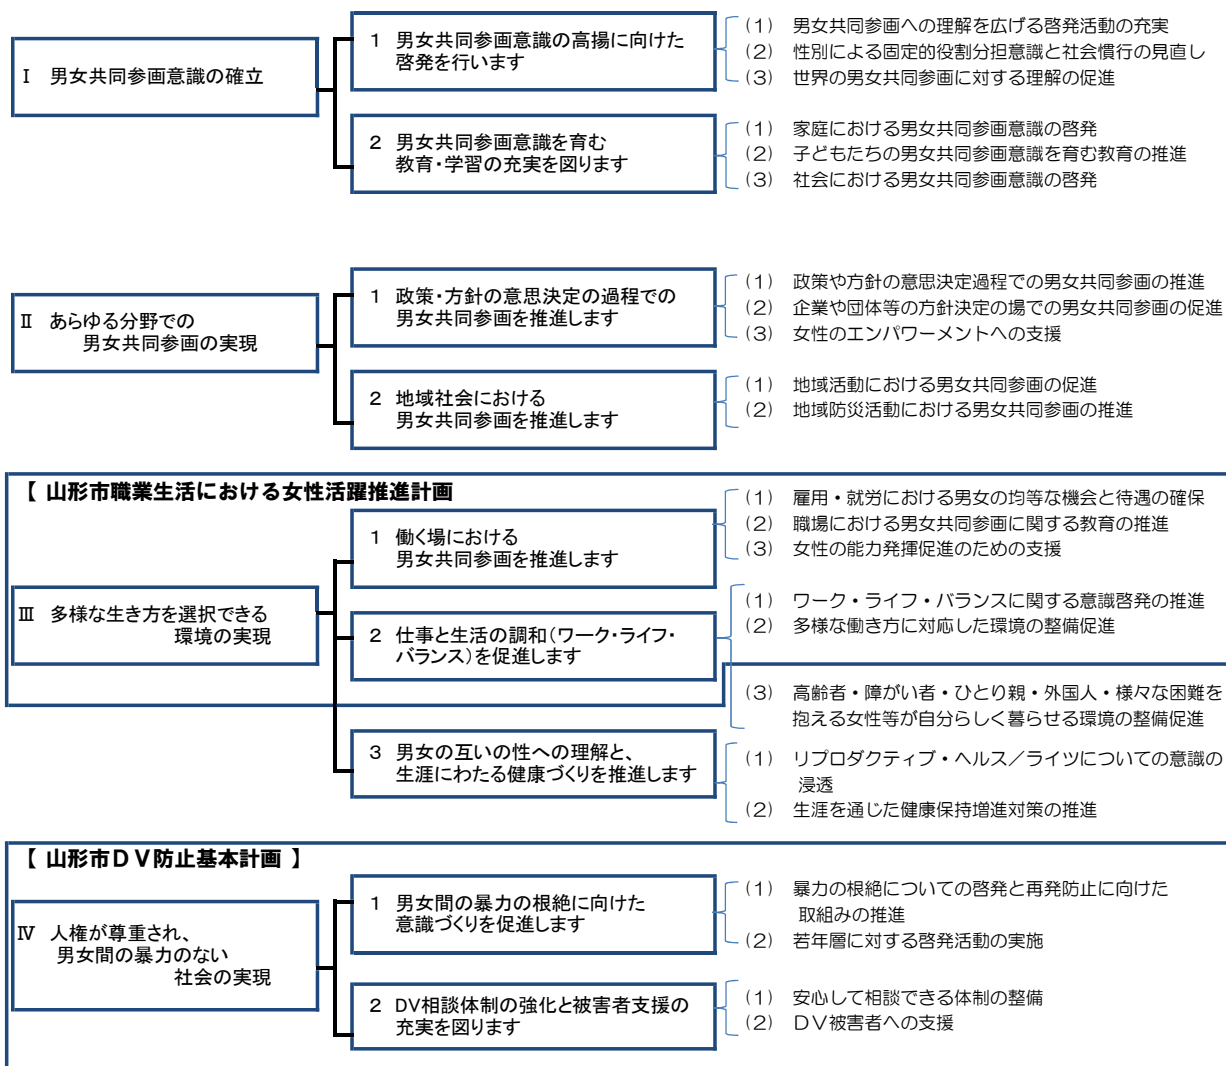 Ⅰ 男女共同参画意識の確立
1 男女共同参画意識の高揚に向けた
啓発を行います
(1) 男女共同参画への理解を広げる啓発活動の充実
(2) 性別による固定的役割分担意識と社会慣行の見直し
(3) 世界の男女共同参画に対する理解の促進
2 男女共同参画意識を育む
教育・学習の充実を図ります
(1) 家庭における男女共同参画意識の啓発
(2) 子どもたちの男女共同参画意識を育む教育の推進
(3) 社会における男女共同参画意識の啓発
Ⅱ あらゆる分野での
男女共同参画の実現
1 政策・方針の意思決定の過程での
男女共同参画を推進します
(1) 政策や方針の意思決定過程での男女共同参画の推進
(2) 企業や団体等の方針決定の場での男女共同参画の促進
(3) 女性のエンパワーメントへの支援
2 地域社会における
男女共同参画を推進します
(1) 地域活動における男女共同参画の促進
(2) 地域防災活動における男女共同参画の推進
【 山形市職業生活における女性活躍推進計画
Ⅲ 多様な生き方を選択できる
環境の実現
1 働く場における
男女共同参画を推進します
(1) 雇用・就労における男女の均等な機会と待遇の確保
(2) 職場における男女共同参画に関する教育の推進
(3) 女性の能力発揮促進のための支援
2 仕事と生活の調和(ワーク・ライフ・
バランス)を促進します
(1) ワーク・ライフ・バランスに関する意識啓発の推進
(2) 多様な働き方に対応した環境の整備促進
(3) 高齢者・障がい者・ひとり親・外国人・様々な困難を
抱える女性等が自分らしく暮らせる環境の整備促進
3 男女の互いの性への理解と、
生涯にわたる健康づくりを推進します
(1) リプロダクティブ・ヘルス／ライツについての意識の
浸透
(2) 生涯を通じた健康保持増進対策の推進
【 山形市ＤＶ防止基本計画 】
Ⅳ 人権が尊重され、
男女間の暴力のない
社会の実現
1 男女間の暴力の根絶に向けた
意識づくりを促進します
(1) 暴力の根絶についての啓発と再発防止に向けた
取組みの推進
(2) 若年層に対する啓発活動の実施
2 DV相談体制の強化と被害者支援の
充実を図ります
(1) 安心して相談できる体制の整備
(2) ＤＶ被害者への支援